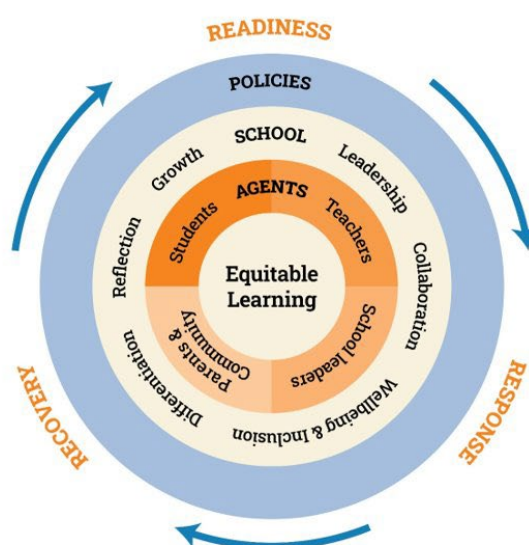 READINESS
POLICIES
SCHOOL
Growth
Leadership
Reflection
Collaboration
Differentiation
Wellbeing & Inclusion
AGENTS
Students
Teachers
Parents &
Community
School leaders
Equitable
Learning
RECOVERY
RESPONSE